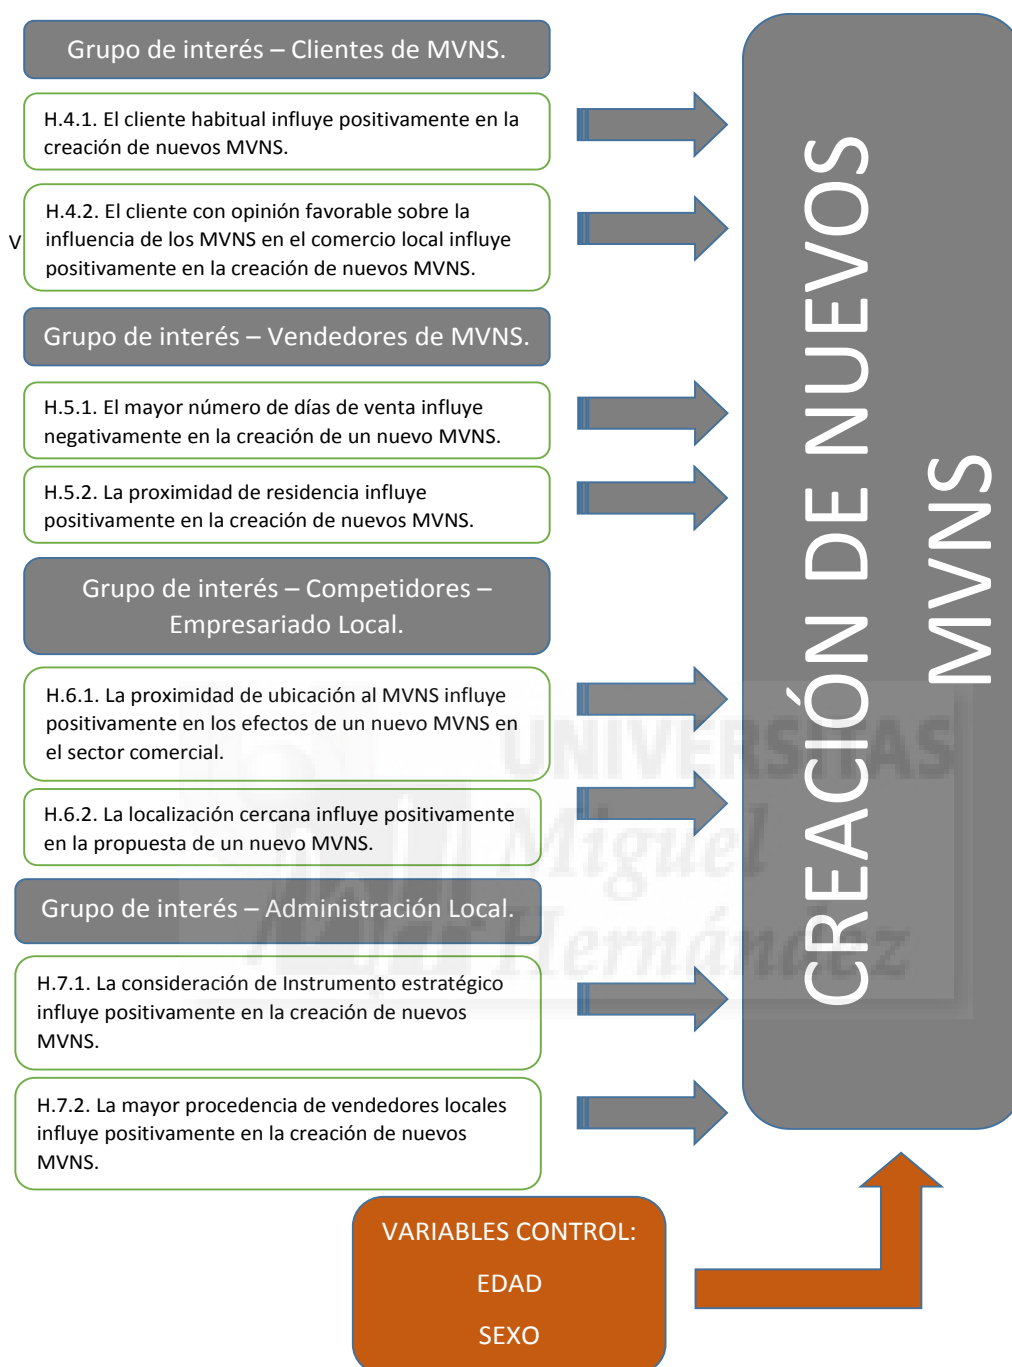 Grupo de interés – Clientes de MVNS.
H.4.1. El cliente habitual influye positivamente en la
creación de nuevos MVNS.
H.4.2. El cliente con opinión favorable sobre la
influencia de los MVNS en el comercio local influye
positivamente en la creación de nuevos MVNS.
V
Grupo de interés – Vendedores de MVNS.
H.5.1. El mayor número de días de venta influye
negativamente en la creación de un nuevo MVNS.
H.5.2. La proximidad de residencia influye
positivamente en la creación de nuevos MVNS.
Grupo de interés – Competidores –
Empresariado Local.
H.6.1. La proximidad de ubicación al MVNS influye
positivamente en los efectos de un nuevo MVNS en
el sector comercial.
H.6.2. La localización cercana influye positivamente
en la propuesta de un nuevo MVNS.
Grupo de interés – Administración Local.
H.7.1. La consideración de Instrumento estratégico
influye positivamente en la creación de nuevos
MVNS.
H.7.2. La mayor procedencia de vendedores locales
influye positivamente en la creación de nuevos
MVNS.
CREACIÓN DE NUEVOS
MVNS
VARIABLES CONTROL:
EDAD
SEXO
UNIVERSITAS
Miguel
Hernández